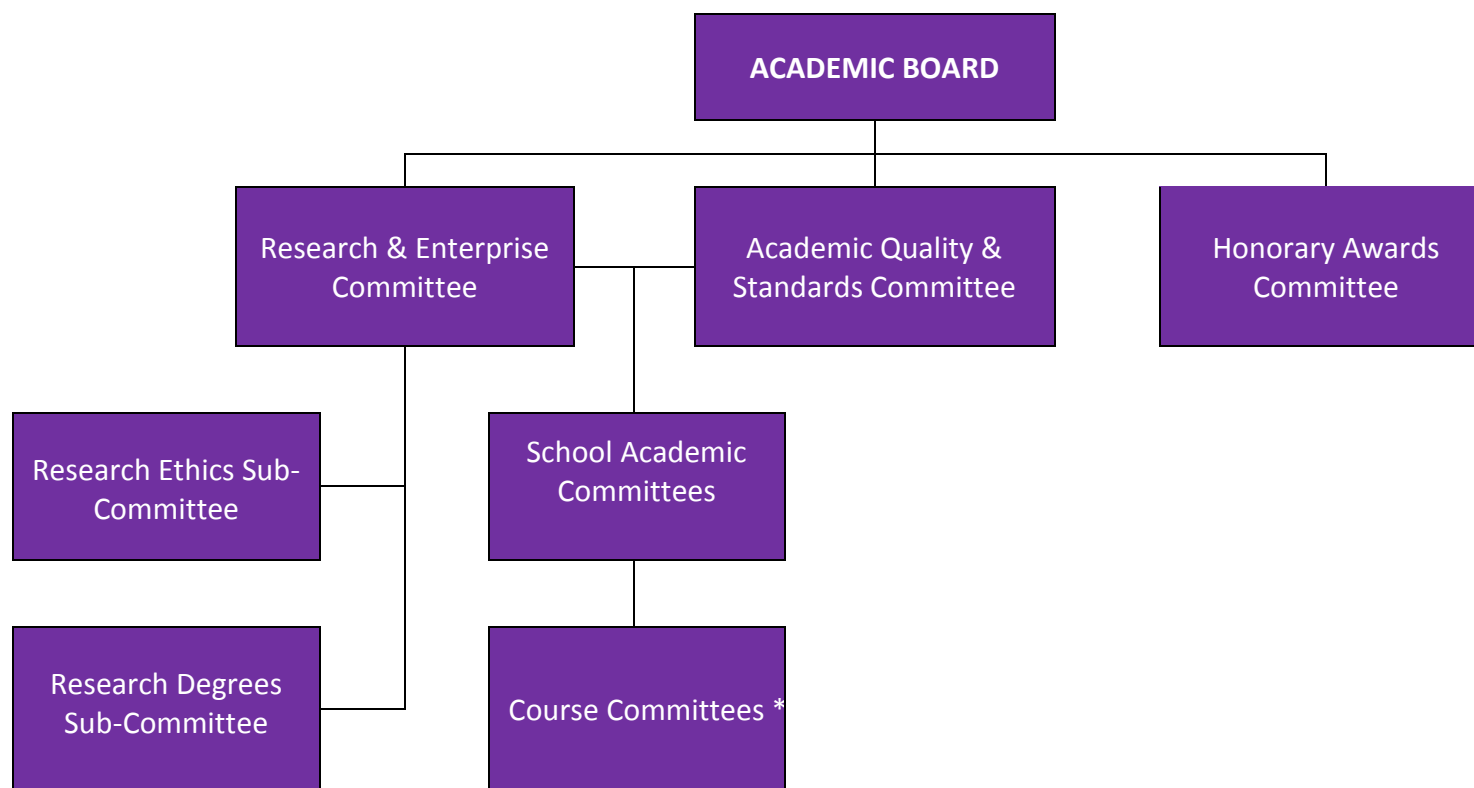 ACADEMIC BOARD
Research & Enterprise
Committee
Academic Quality &
Standards Committee
Honorary Awards
Committee
Research Ethics Sub-
Committee
School Academic
Committees
Research Degrees
Sub-Committee
Course Committees *